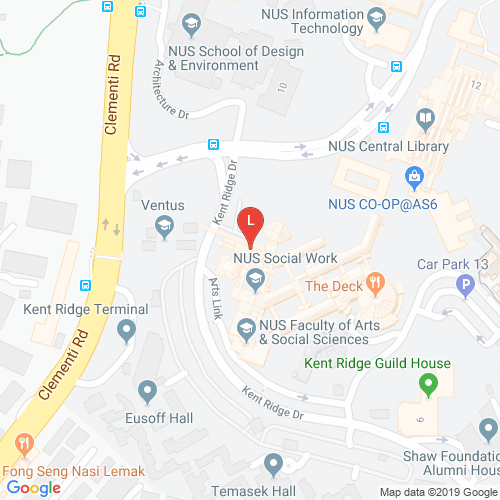 NUS Information
Technology
Clementi Rd
NUS School of Design
& Environment
10
12
Architecture Dr
NUS Central Library
Kent Ridge Dr
NUS CO-OP@AS6
Ventus
L
NUS Social Work
Car Park 13
The Deck
P
Arts Link
Kent Ridge Terminal
NUS Faculty of Arts
& Social Sciences
Clementi Rd
Kent Ridge Guild House
Kent Ridge Dr
Eusoff Hall
9
Shaw Foundation
Alumni House
Fong Seng Nasi Lemak
Temasek Hall
Google
Map data ©2019 Google